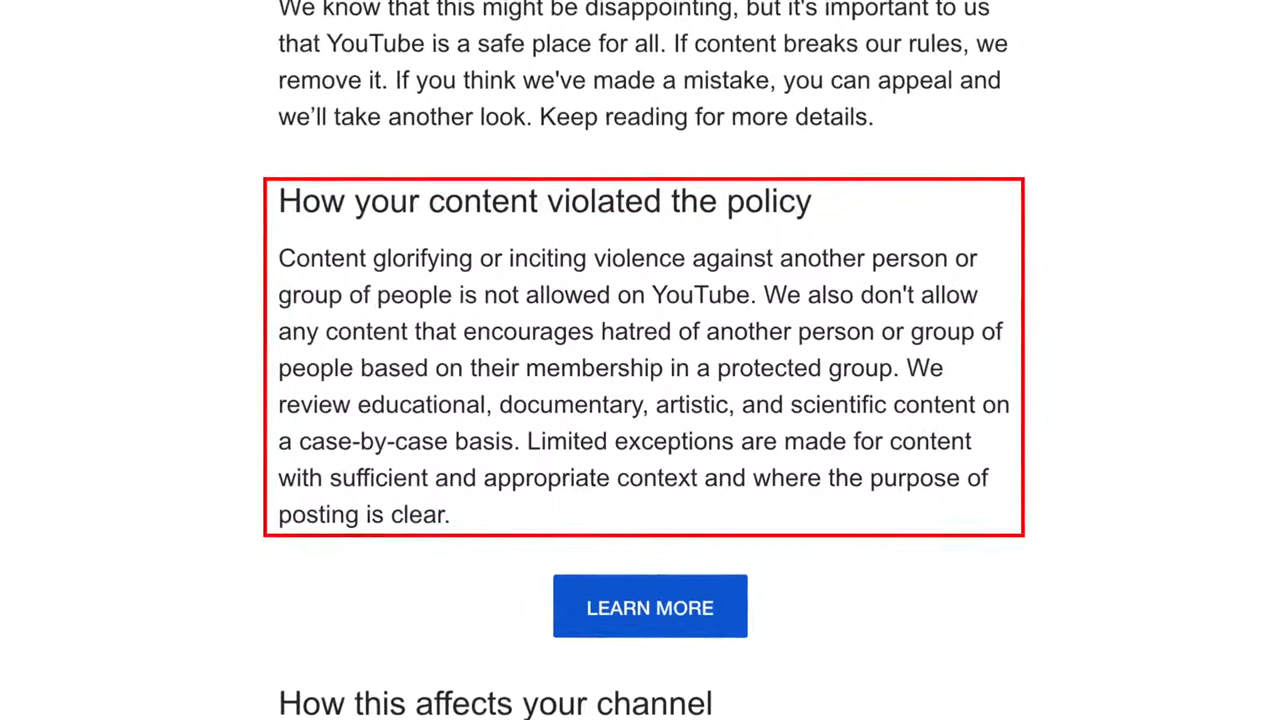 We know that this might be disappointing, but it's important to us
that YouTube is a safe place for all. If content breaks our rules, we
remove it. If you think we've made a mistake, you can appeal and
we’ll take another look. Keep reading for more details.
How your content violated the policy
Content glorifying or inciting violence against another person or
group of people is not allowed on YouTube. We also don't allow
any content that encourages hatred of another person or group of
people based on their membership in a protected group. We
review educational, documentary, artistic, and scientific content on
a case-by-case basis. Limited exceptions are made for content
with sufficient and appropriate context and where the purpose of
posting is clear.
LEARN MORE
How this affects your channel